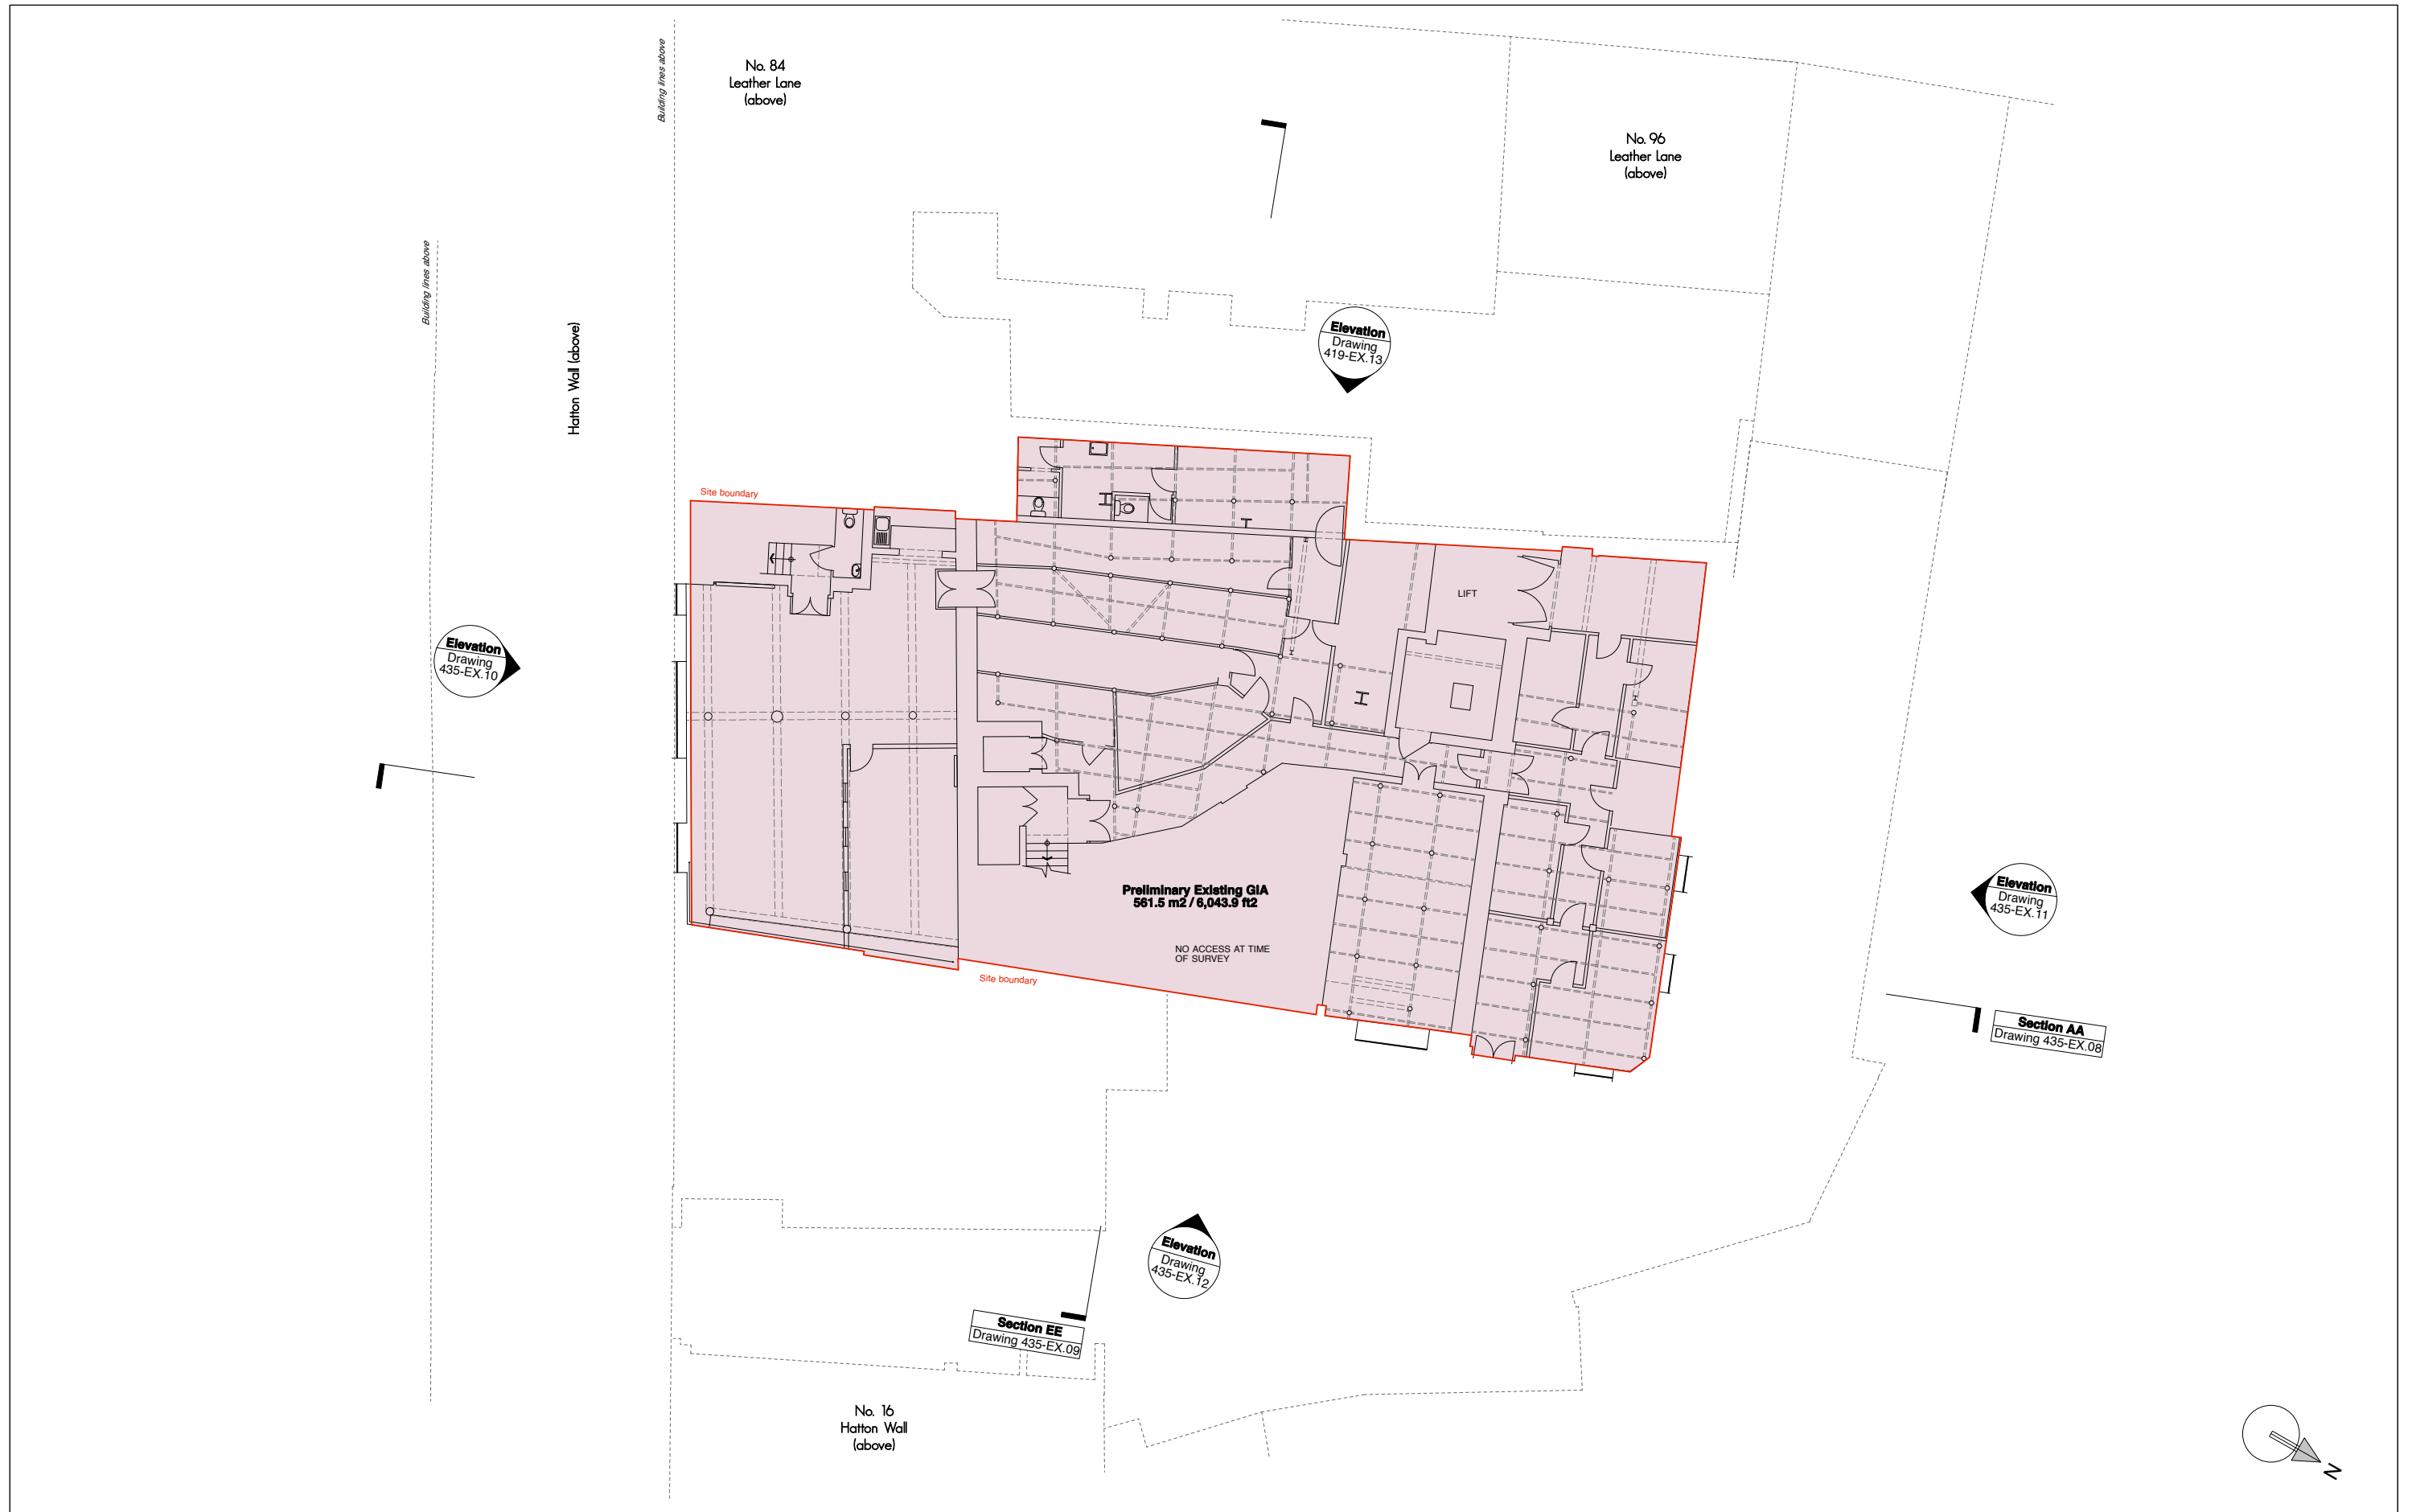 Building lines above
No. 84
Leather Lane
(above)
No. 96
Leather Lane
(above)
Building lines above
Hatton Wall (above)
Elevation
Drawing
419-EX.13
Site boundary
LIFT
Elevation
Drawing
435-EX.10
Preliminary Existing GIA
561.5 m2 / 6,043.9 ft2
NO ACCESS AT TIME
OF SURVEY
Site boundary
Elevation
Drawing
435-EX.11
Section AA
Drawing 435-EX.08
Elevation
Drawing
435-EX.12
Section EE
Drawing 435-EX.09
No. 16
Hatton Wall
(above)
N